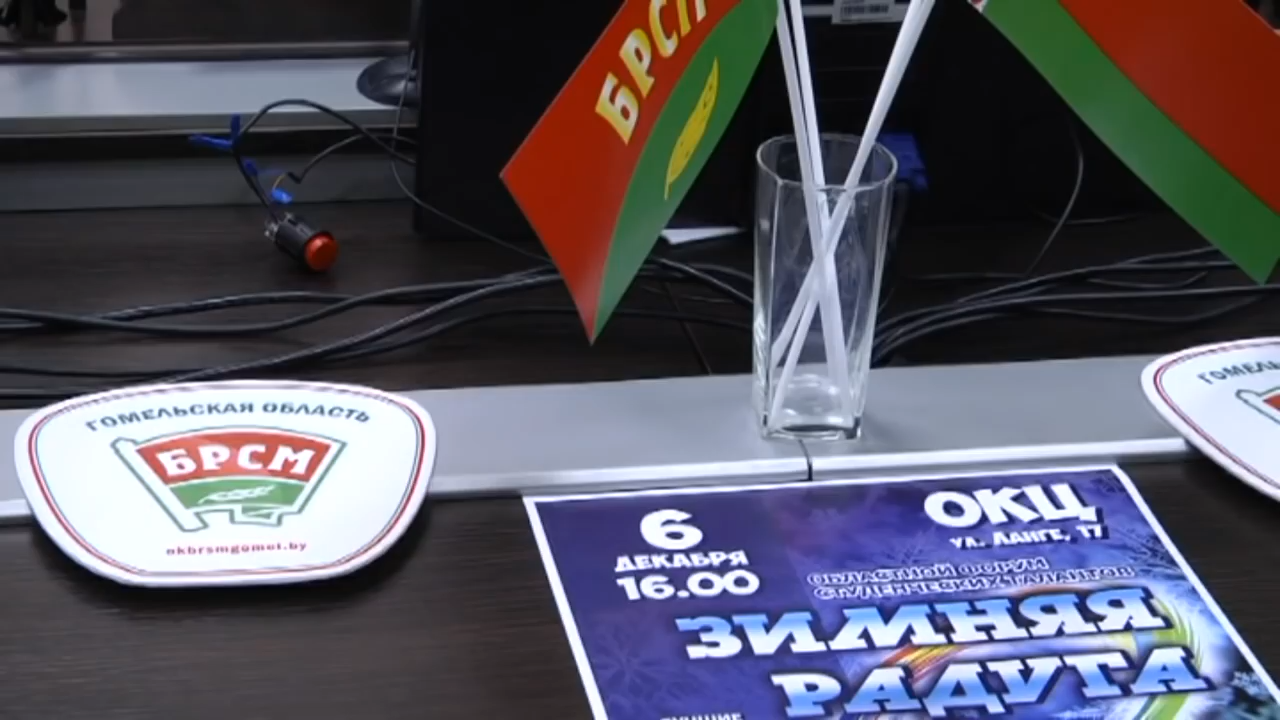 БРСМ
ГОМЕЛЬСКАЯ ОБЛАСТЬ
БРСМ
okbrsmgomel.by
6
ДЕКАБРЯ
16.00
ОКЦ
УЛ. ЛАНГЕ, 17
ОБЛАСТНОЙ ФОРУМ
СТУДЕНЧЕСКИХ ТАЛАНТОВ
ЗИМНЯЯ
РАДУГА